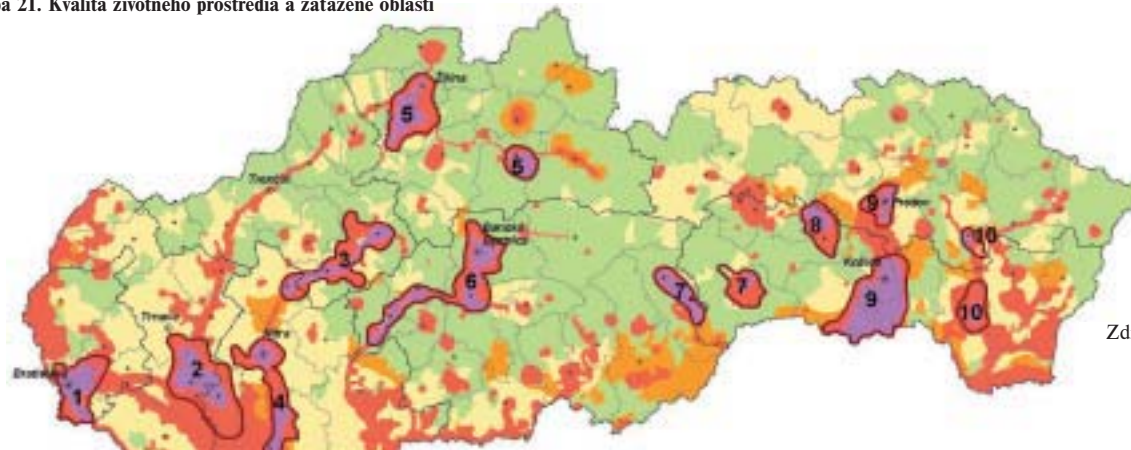 a 21. Kvalita životného prostredia a zaťažené oblasti
Žilina
5
5
Trenčín
9
Prešov
8
10
Banská
Bystrica
3
Košice
6
7
7
9
10
Trnava
Nitra
Zd
2
Bratislava
1
4